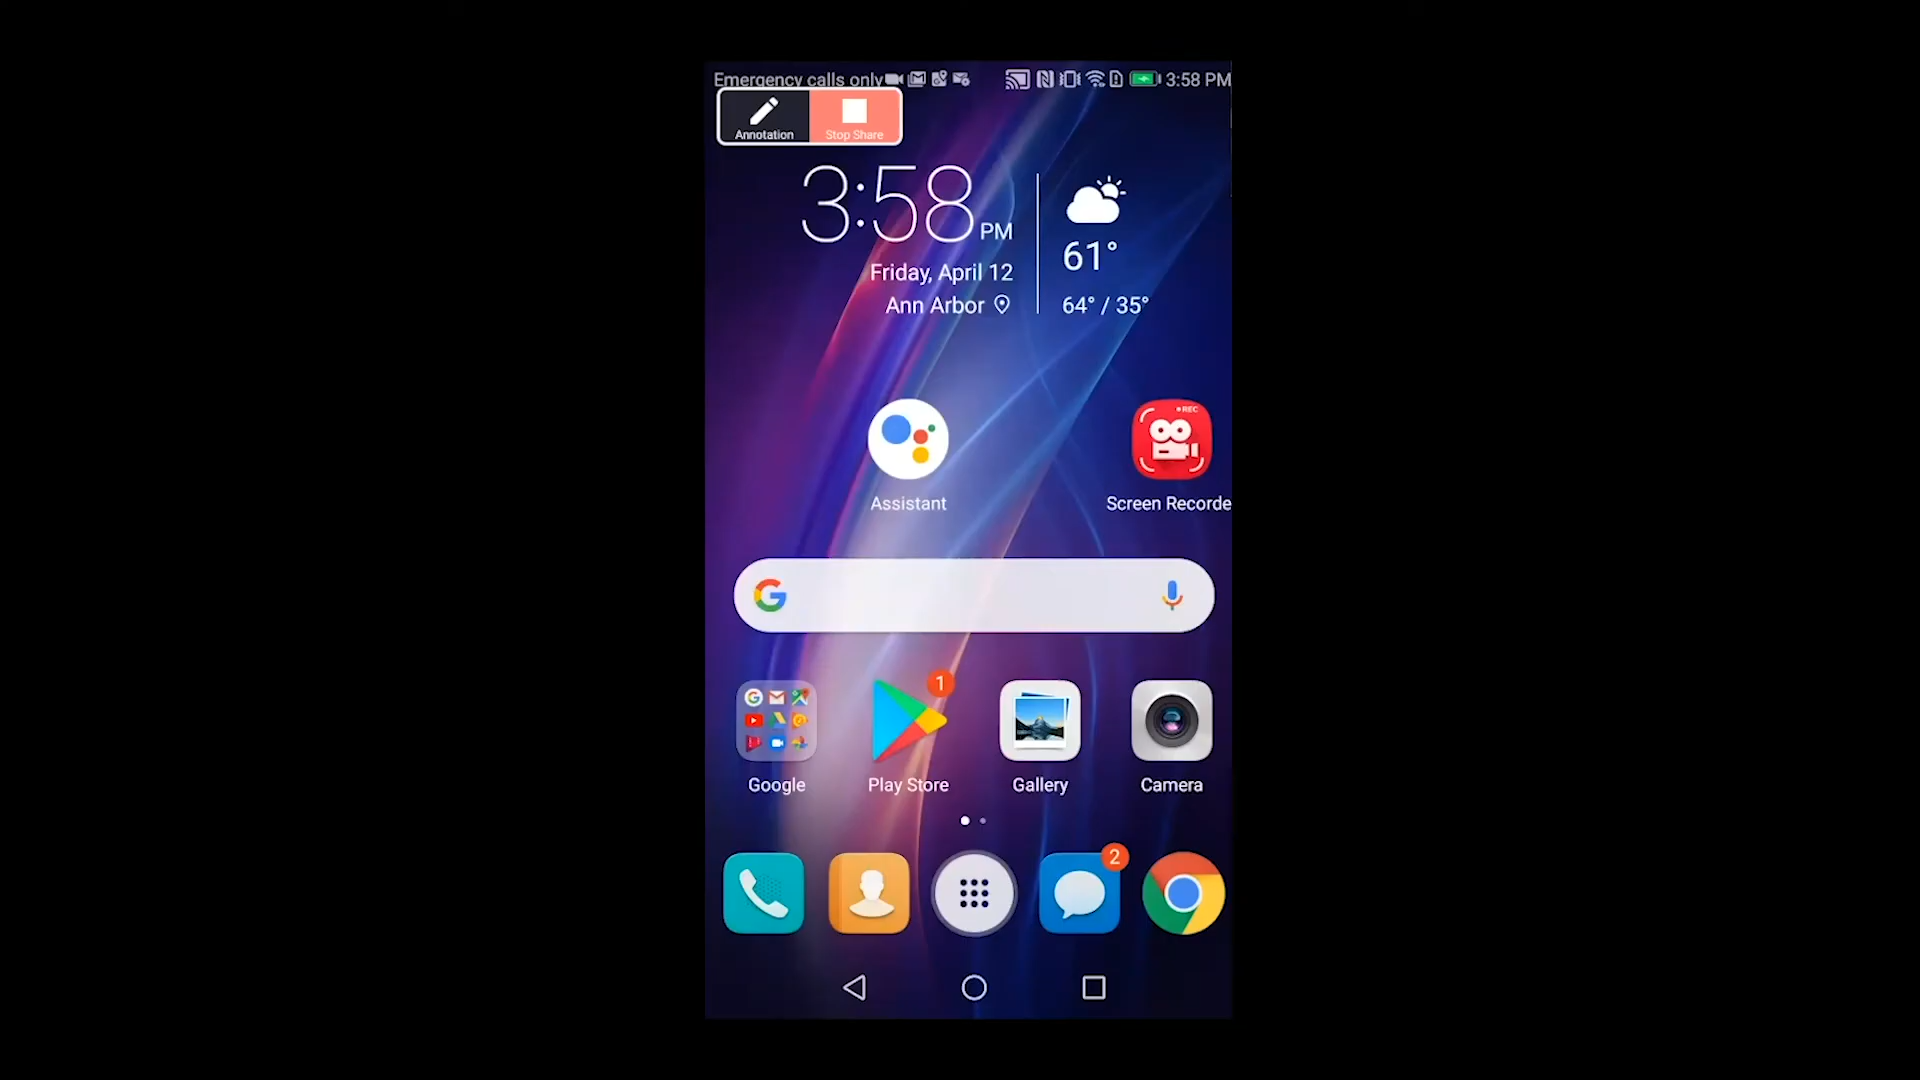 Emergency calls only 3:58 PM
Annotation Stop Share
3:58 PM
61°
Friday, April 12
Ann Arbor 64° / 35°
REC
Assistant Screen Recorde
1
Google Play Store Gallery Camera
2